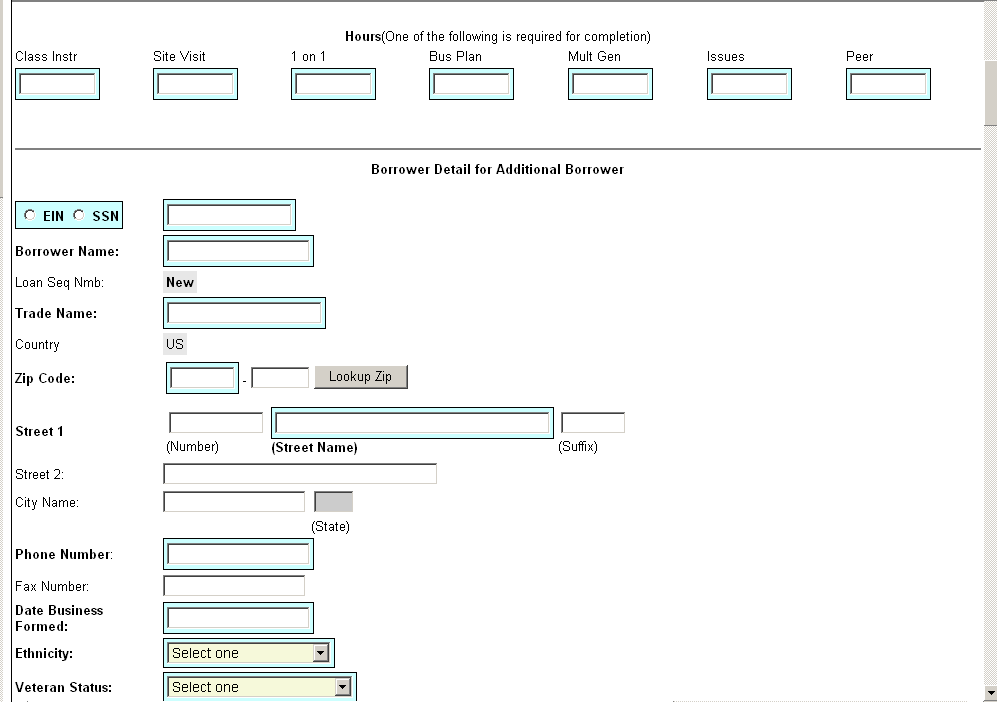 Hours(One of the following is required for completion)
Class Instr Site Visit 1 on 1 Bus Plan Mult Gen Issues Peer
Borrower Detail for Additional Borrower
EIN SSN
Borrower Name:
Loan Seq Nmb: New
Trade Name:
Country US
Zip Code: - Lookup Zip
Street 1
(Number) (Street Name) (Suffix)
Street 2:
City Name:
(State)
Phone Number:
Fax Number:
Date Business
Formed:
Ethnicity: Select one
Veteran Status: Select one